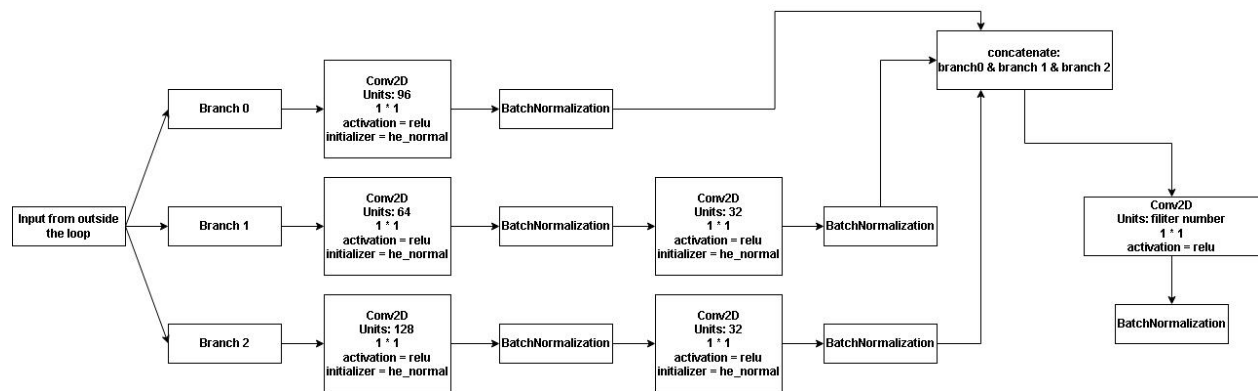 Branch 0
Conv2D
Units: 96
1 * 1
activation = relu
initializer = he_normal
BatchNormalization
concatenate:
branch0 & branch 1 & branch 2
Input from outside
the loop
Branch 1
Conv2D
Units: 64
1 * 1
activation = relu
initializer = he_normal
BatchNormalization
Conv2D
Units: 32
1 * 1
activation = relu
initializer = he_normal
BatchNormalization
Conv2D
Units: filiter number
1 * 1
activation = relu
BatchNormalization
Branch 2
Conv2D
Units: 128
1 * 1
activation = relu
initializer = he_normal
BatchNormalization
Conv2D
Units: 32
1 * 1
activation = relu
initializer = he_normal
BatchNormalization